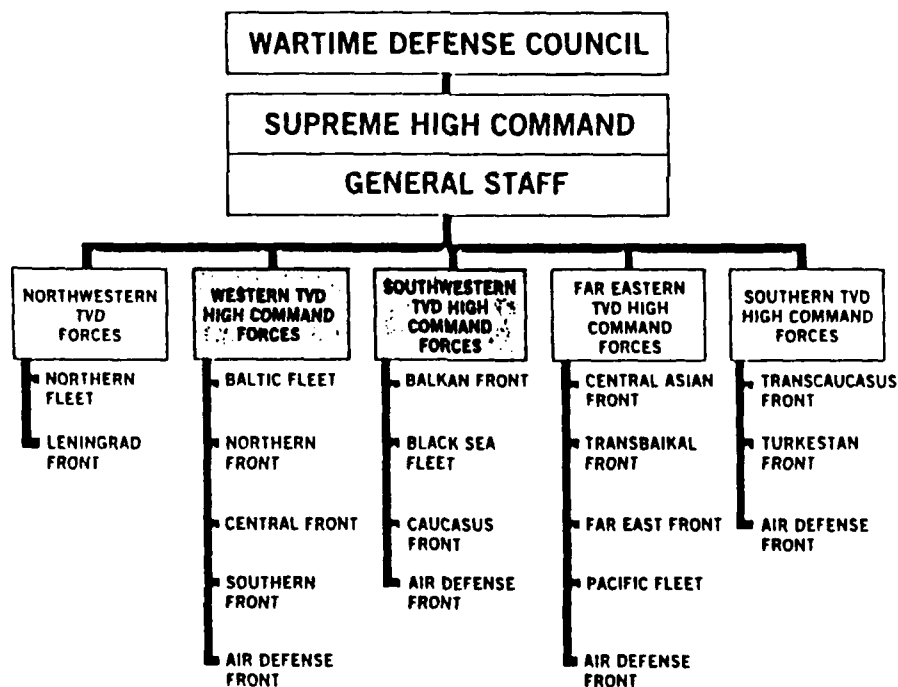 WARTIME DEFENSE COUNCIL
SUPREME HIGH COMMAND
GENERAL STAFF
NORTHWESTERN
TVD
FORCES
NORTHERN
FLEET
LENINGRAD
FRONT
WESTERN TVD
HIGH COMMAND
FORCES
BALTIC FLEET
NORTHERN
FRONT
CENTRAL FRONT
SOUTHERN
FRONT
AIR DEFENSE
FRONT
SOUTHWESTERN
TVD HIGH
COMMAND
FORCES
BALKAN FRONT
BLACK SEA
FLEET
CAUCASUS
FRONT
AIR DEFENSE
FRONT
FAR EASTERN
TVD HIGH
COMMAND
FORCES
CENTRAL ASIAN
FRONT
TRANSBAIKAL
FRONT
FAR EAST FRONT
PACIFIC FLEET
AIR DEFENSE
FRONT
SOUTHERN TVD
HIGH COMMAND
FORCES
TRANSCAUCASUS
FRONT
TURKESTAN
FRONT
AIR DEFENSE
FRONT